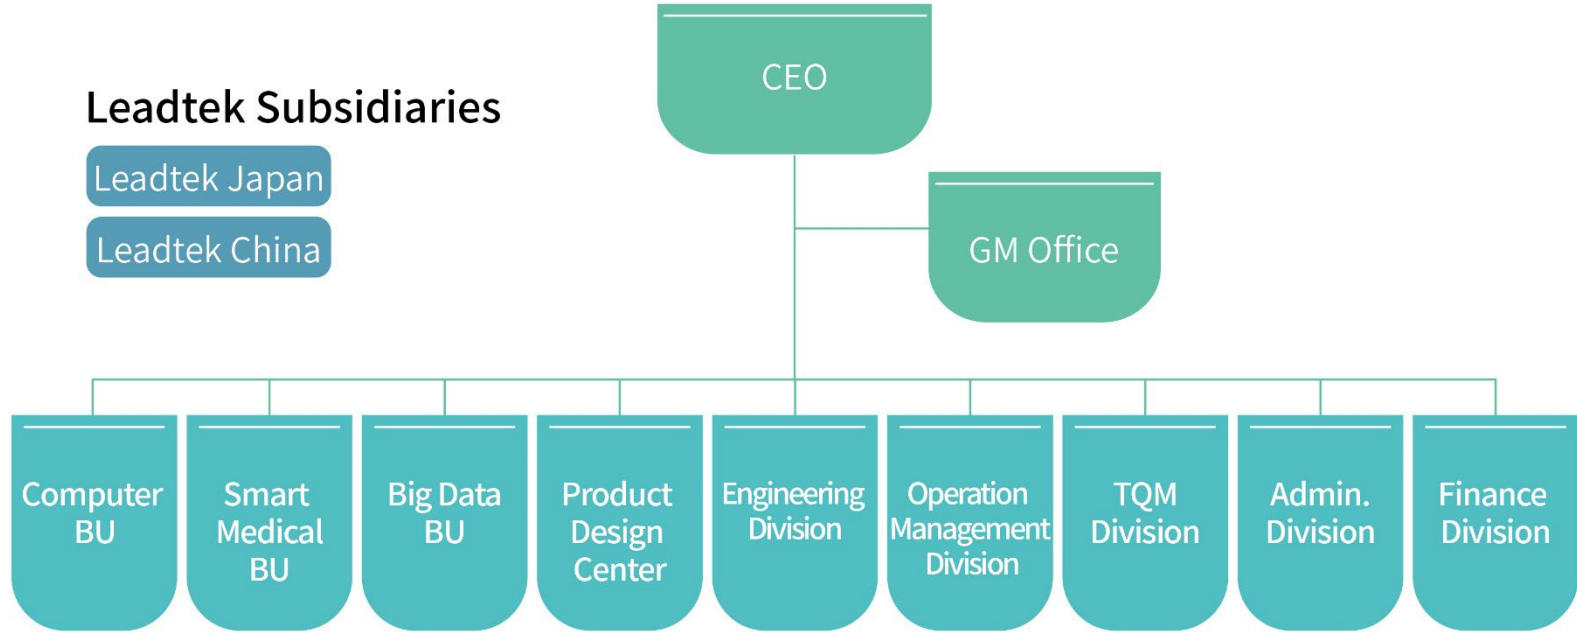 CEO
Leadtek Subsidiaries
Leadtek Japan
Leadtek China
GM Office
Computer
BU
Smart
Medical
BU
Big Data
BU
Product
Design
Center
Engineering
Division
Operation
Management
Division
TQM
Division
Admin.
Division
Finance
Division